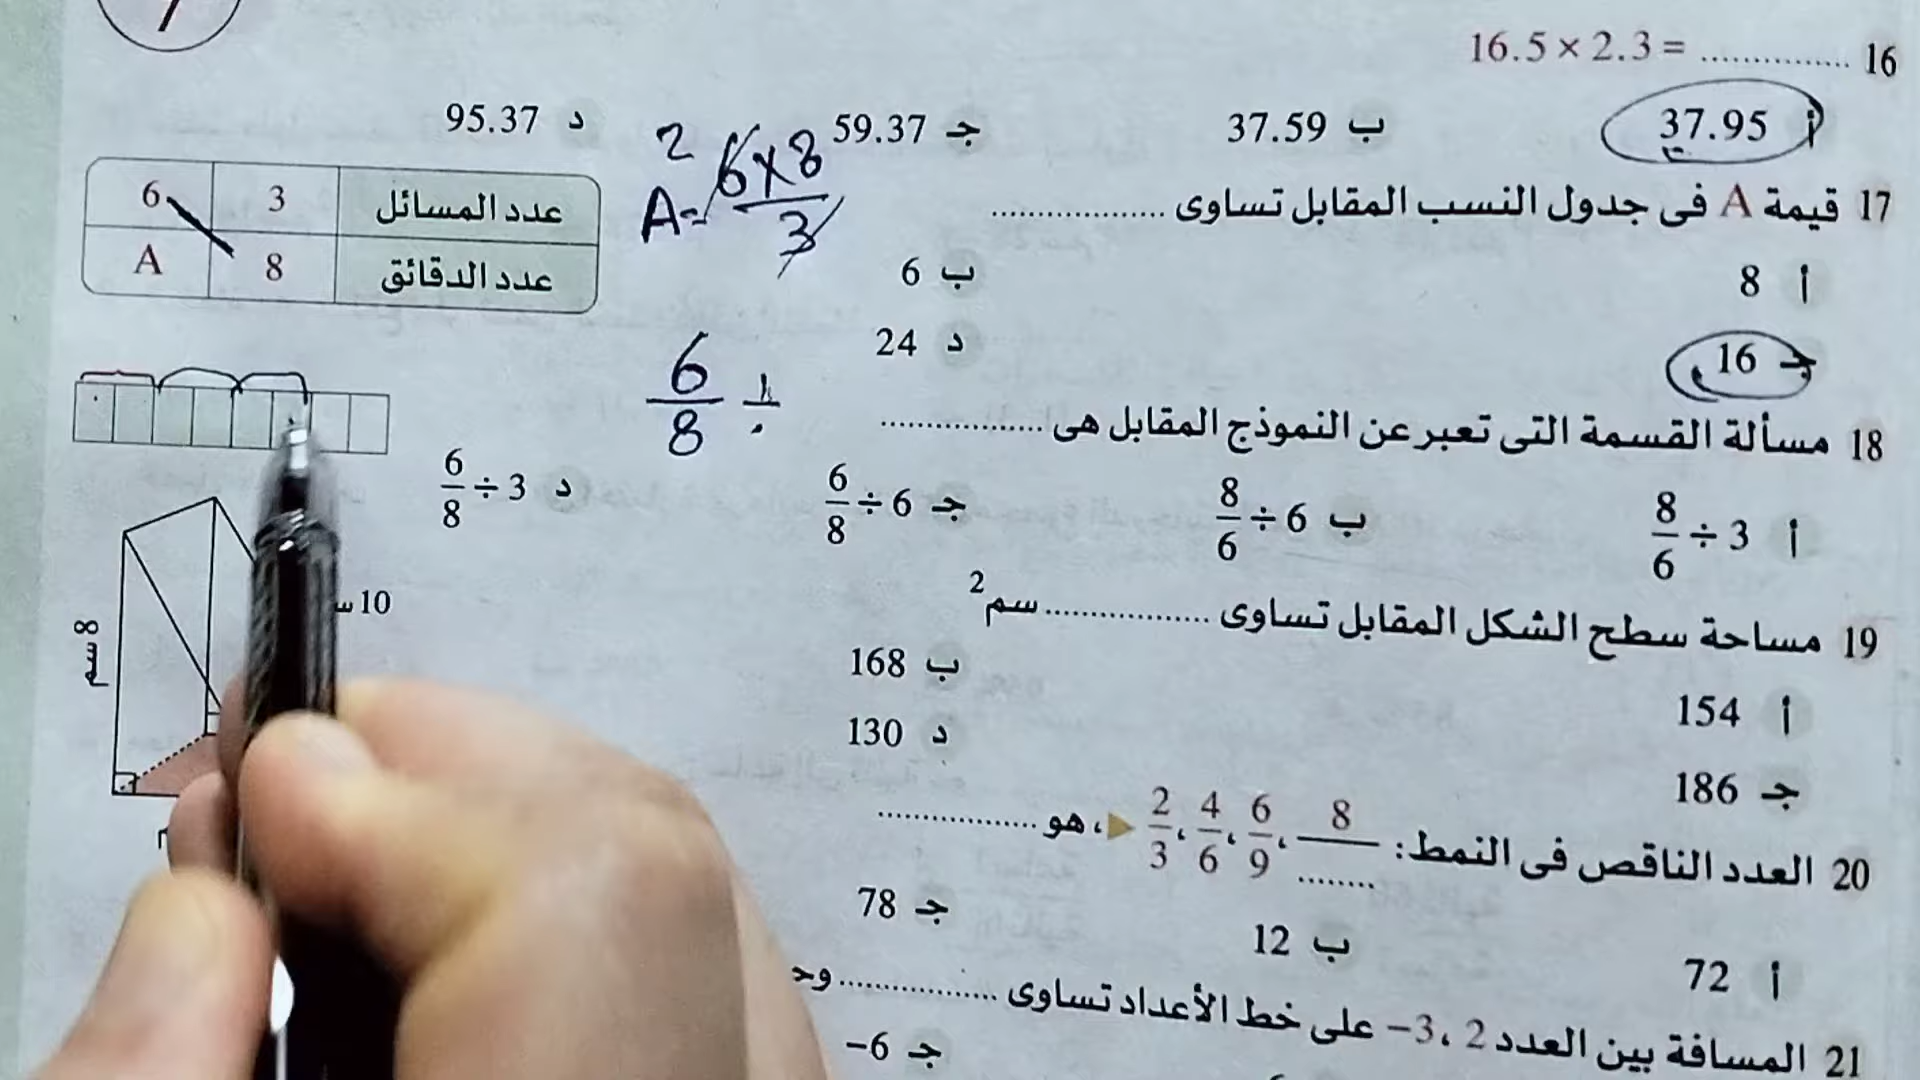 16 16.5 × 2.3 = ...............
أ 37.95 ب 37.59 جـ 59.37 د 95.37
17 قيمة A فى جدول النسب المقابل تساوى .................
عدد المسائل 3 6
عدد الدقائق 8 A
2
A = 6×8
3
أ 8 ب 6
جـ 16 د 24
18 مسألة القسمة التى تعبر عن النموذج المقابل هى .................
6/8 ÷
أ 8/6 ÷ 3 ب 8/6 ÷ 6 جـ 6/8 ÷ 6 د 6/8 ÷ 3
19 مساحة سطح الشكل المقابل تساوى ................. سم²
8 سم
10
أ 154 ب 168
جـ 186 د 130
20 العدد الناقص فى النمط: 2/3، 4/6، 6/9، 8/........ ، هو .................
أ 72 ب 12 جـ 78
21 المسافة بين العدد 2 ، 3− على خط الأعداد تساوى .................
جـ 6−